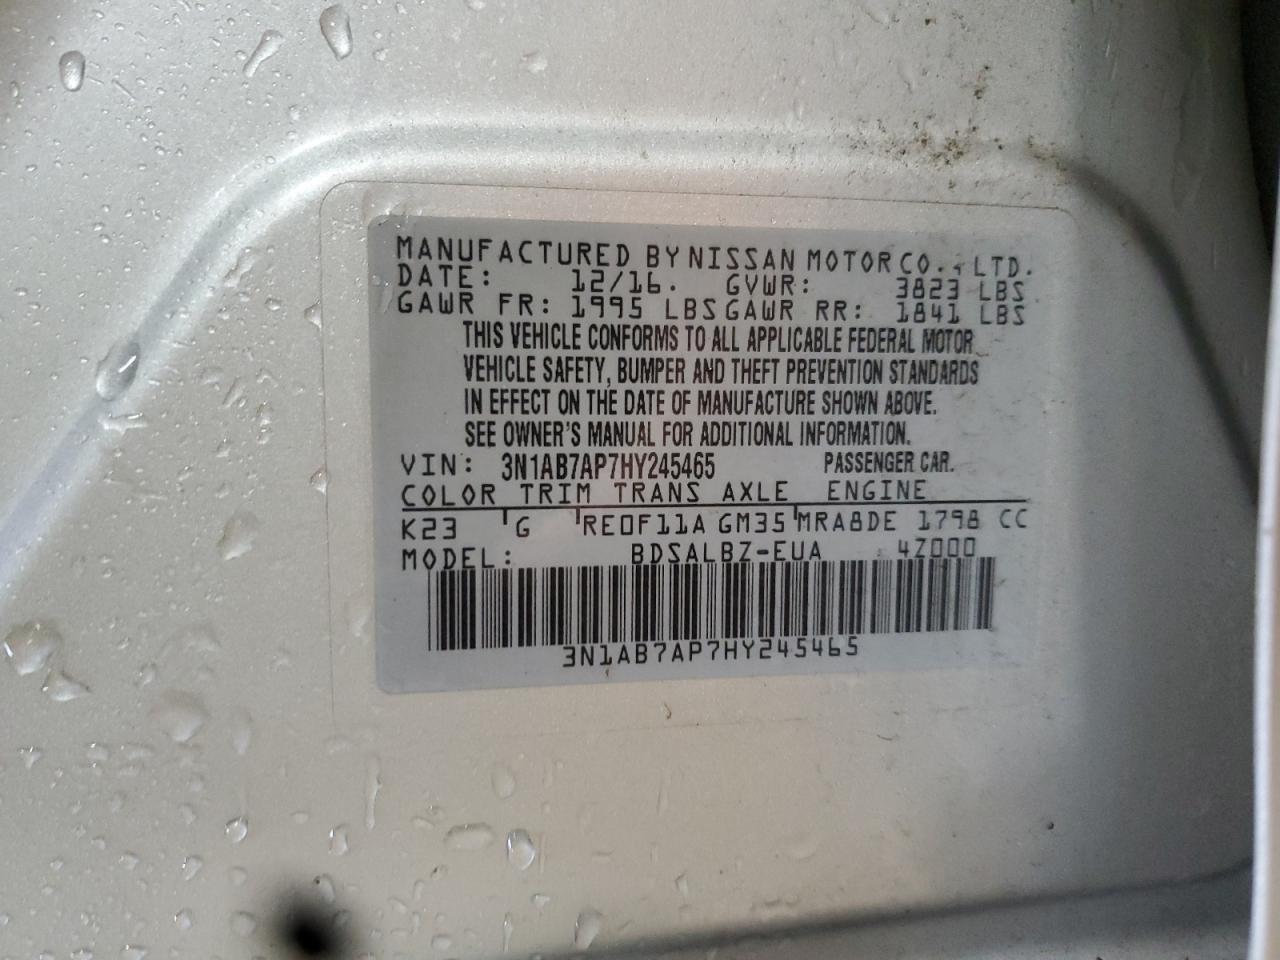 MANUFACTURED BY NISSAN MOTOR CO., LTD.
DATE: 12/16. GVWR: 3823 LBS
GAWR FR: 1995 LBS GAWR RR: 1841 LBS
THIS VEHICLE CONFORMS TO ALL APPLICABLE FEDERAL MOTOR
VEHICLE SAFETY, BUMPER AND THEFT PREVENTION STANDARDS
IN EFFECT ON THE DATE OF MANUFACTURE SHOWN ABOVE.
SEE OWNER'S MANUAL FOR ADDITIONAL INFORMATION.
VIN: 3N1AB7AP7HY245465 PASSENGER CAR.
COLOR TRIM TRANS AXLE ENGINE
K23 G RE0F11A GM35 MRA8DE 1798 CC
MODEL: BDSALBZ-EUA 4Z000
3N1AB7AP7HY245465